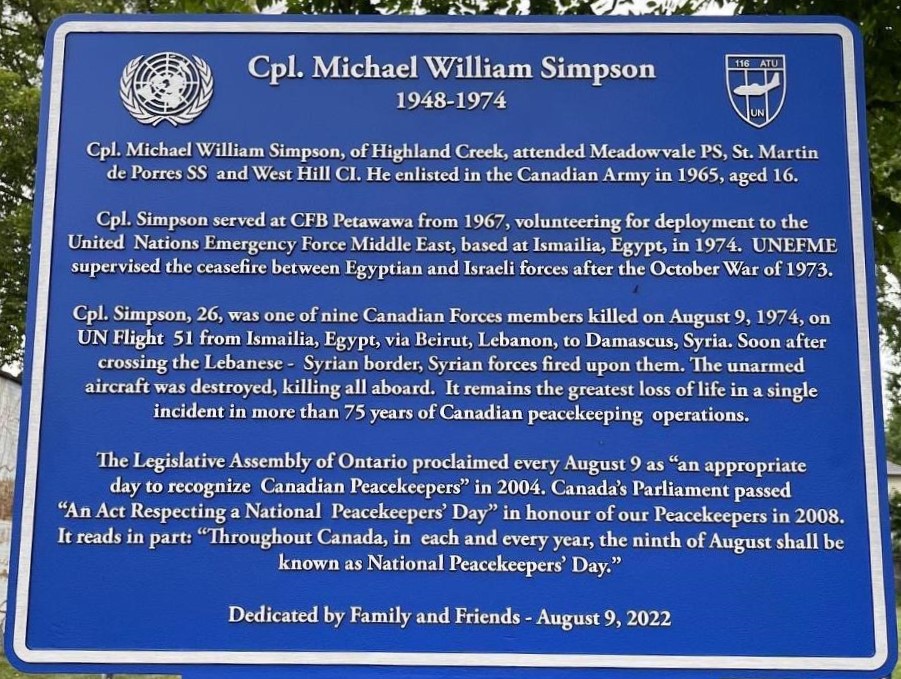 Cpl. Michael William Simpson
1948-1974
116 ATU
UN
Cpl. Michael William Simpson, of Highland Creek, attended Meadowvale PS, St. Martin
de Porres SS and West Hill CI. He enlisted in the Canadian Army in 1965, aged 16.
Cpl. Simpson served at CFB Petawawa from 1967, volunteering for deployment to the
United Nations Emergency Force Middle East, based at Ismailia, Egypt, in 1974. UNEFME
supervised the ceasefire between Egyptian and Israeli forces after the October War of 1973.
Cpl. Simpson, 26, was one of nine Canadian Forces members killed on August 9, 1974, on
UN Flight 51 from Ismailia, Egypt, via Beirut, Lebanon, to Damascus, Syria. Soon after
crossing the Lebanese - Syrian border, Syrian forces fired upon them. The unarmed
aircraft was destroyed, killing all aboard. It remains the greatest loss of life in a single
incident in more than 75 years of Canadian peacekeeping operations.
The Legislative Assembly of Ontario proclaimed every August 9 as “an appropriate
day to recognize Canadian Peacekeepers” in 2004. Canada’s Parliament passed
“An Act Respecting a National Peacekeepers’ Day” in honour of our Peacekeepers in 2008.
It reads in part: “Throughout Canada, in each and every year, the ninth of August shall be
known as National Peacekeepers’ Day.”
Dedicated by Family and Friends - August 9, 2022